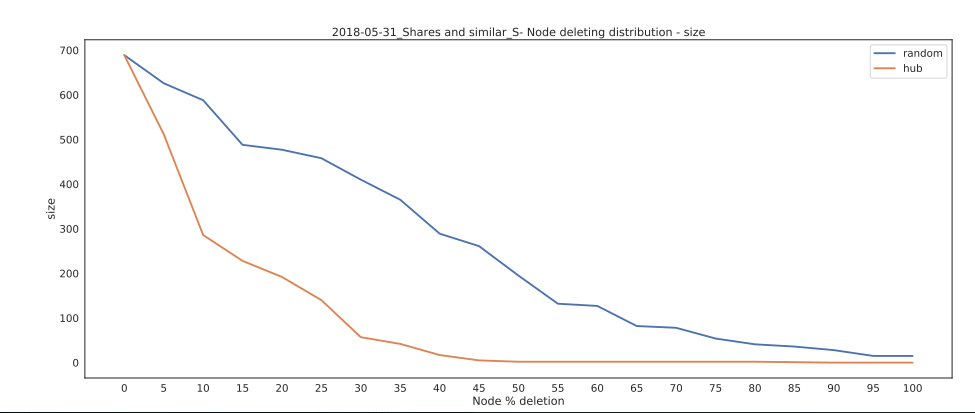 2018-05-31_Shares and similar_S- Node deleting distribution - size
random
hub
size
700
600
500
400
300
200
100
0
0 5 10 15 20 25 30 35 40 45 50 55 60 65 70 75 80 85 90 95 100
Node % deletion